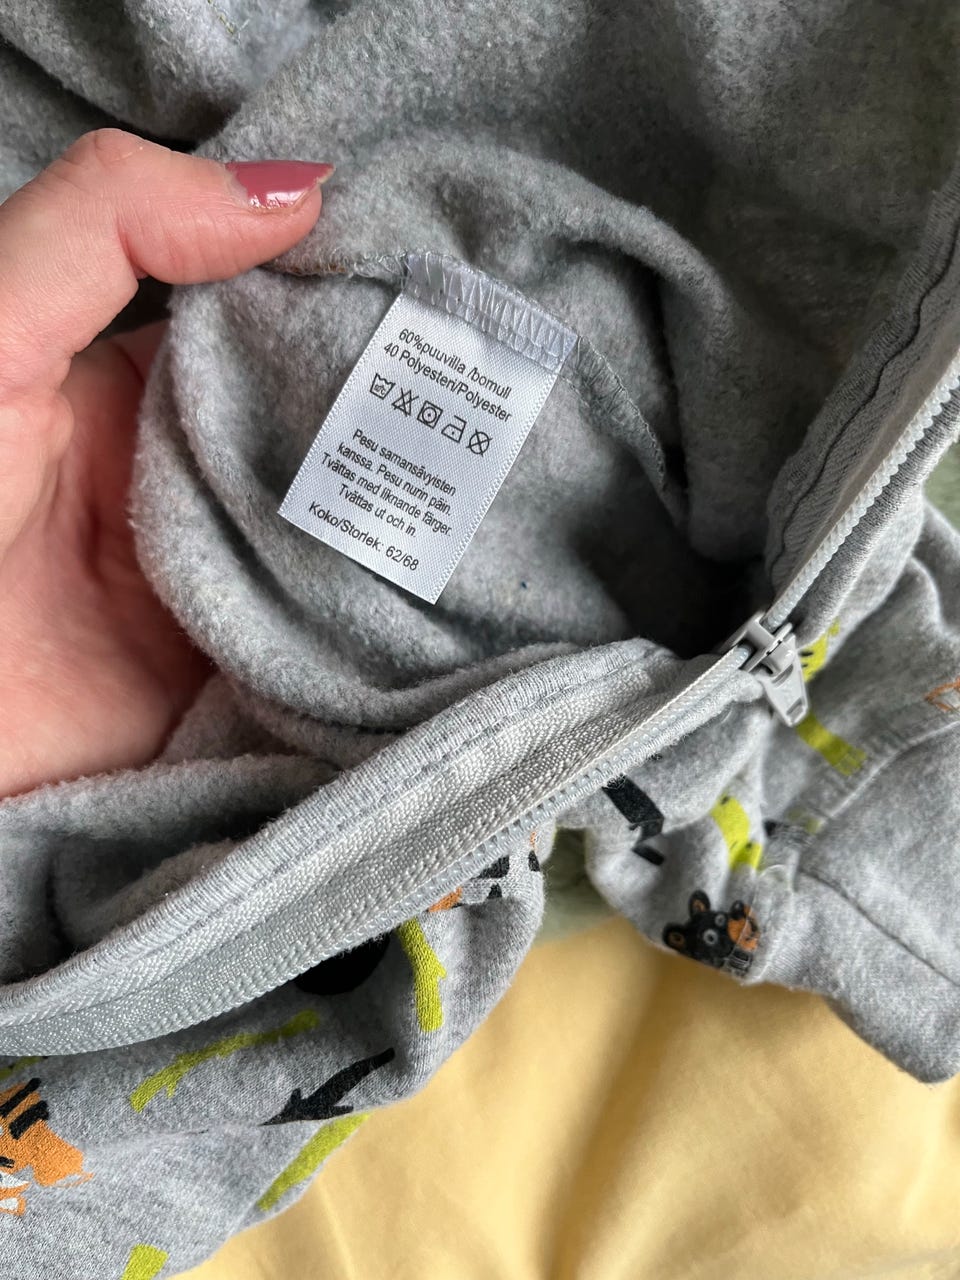 60%puuvilla /bomull
40 Polyesteri/Polyester
Pesu samansävyisten
kanssa. Pesu nurin päin.
Tvättas med liknande färger.
Tvättas ut och in.
Koko/Storlek: 62/68